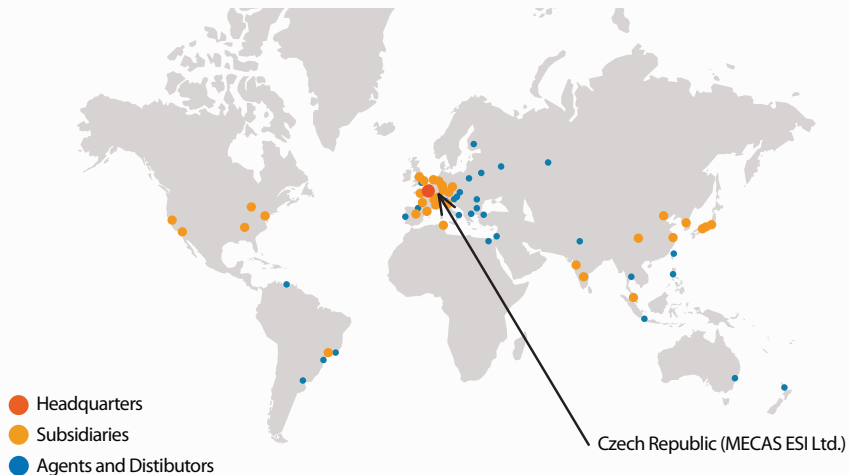 Headquarters
Subsidiaries
Agents and Distibutors
Czech Republic (MECAS ESI Ltd.)